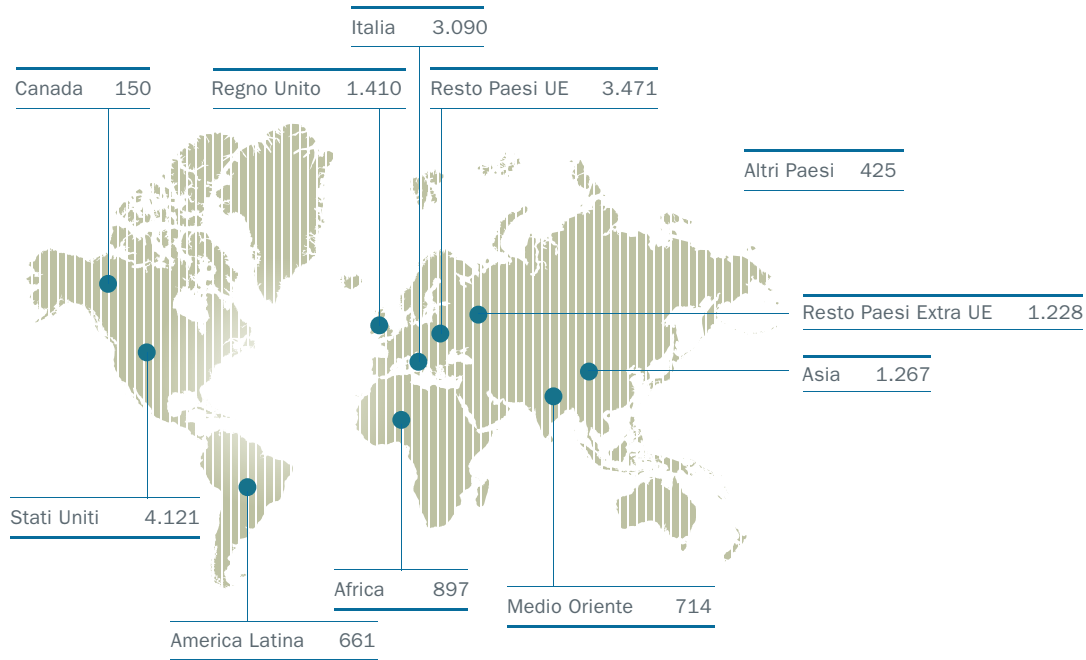 Italia 3.090
Canada 150
Regno Unito 1.410
Resto Paesi UE 3.471
Altri Paesi 425
Resto Paesi Extra UE 1.228
Asia 1.267
Stati Uniti 4.121
Africa 897
Medio Oriente 714
America Latina 661